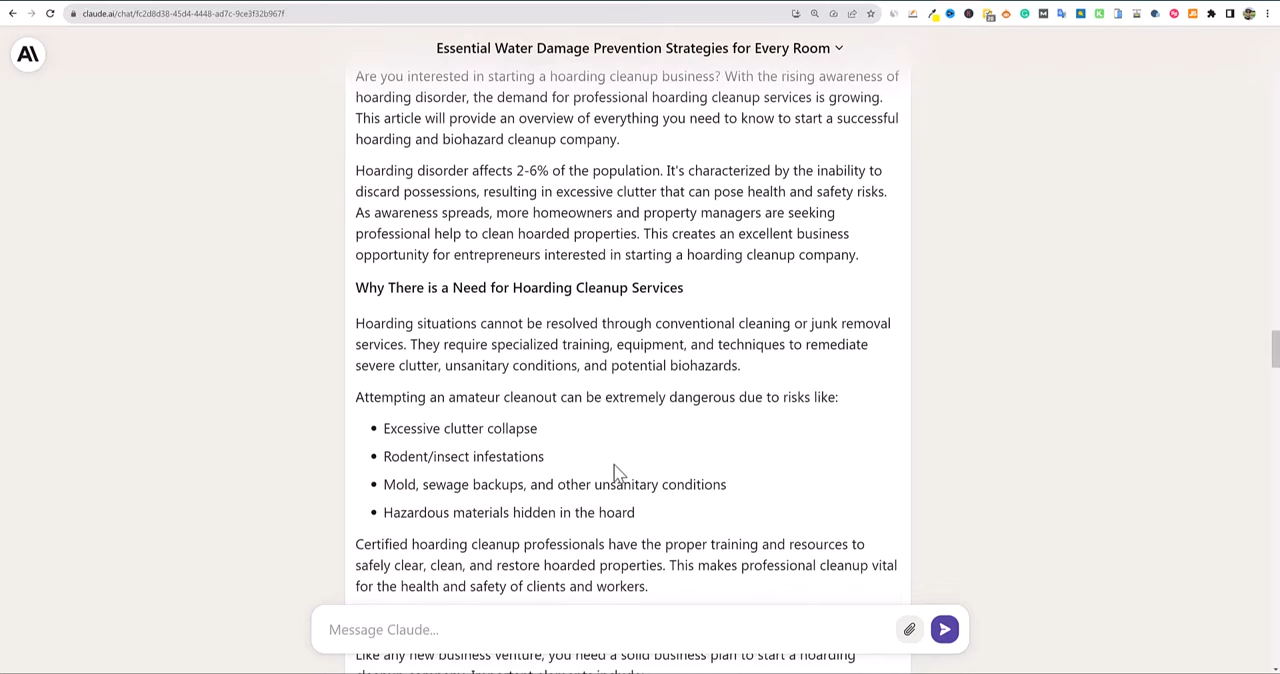 claude.ai/chat/fc2d8d38-45d4-4448-ad7c-9ce3f32b967f
Essential Water Damage Prevention Strategies for Every Room
Are you interested in starting a hoarding cleanup business? With the rising awareness of
hoarding disorder, the demand for professional hoarding cleanup services is growing.
This article will provide an overview of everything you need to know to start a successful
hoarding and biohazard cleanup company.
Hoarding disorder affects 2-6% of the population. It's characterized by the inability to
discard possessions, resulting in excessive clutter that can pose health and safety risks.
As awareness spreads, more homeowners and property managers are seeking
professional help to clean hoarded properties. This creates an excellent business
opportunity for entrepreneurs interested in starting a hoarding cleanup company.
Why There is a Need for Hoarding Cleanup Services
Hoarding situations cannot be resolved through conventional cleaning or junk removal
services. They require specialized training, equipment, and techniques to remediate
severe clutter, unsanitary conditions, and potential biohazards.
Attempting an amateur cleanout can be extremely dangerous due to risks like:
• Excessive clutter collapse
• Rodent/insect infestations
• Mold, sewage backups, and other unsanitary conditions
• Hazardous materials hidden in the hoard
Certified hoarding cleanup professionals have the proper training and resources to
safely clear, clean, and restore hoarded properties. This makes professional cleanup vital
for the health and safety of clients and workers.
Message Claude...
Like any new business venture, you need a solid business plan to start a hoarding